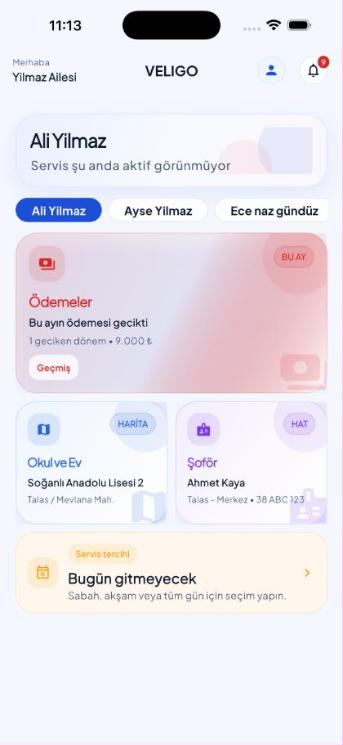 11:13
Merhaba
Yilmaz Ailesi
VELIGO
9
Ali Yilmaz
Servis şu anda aktif görünmüyor
Ali Yilmaz
Ayse Yilmaz
Ece naz gündüz
BU AY
Ödemeler
Bu ayın ödemesi gecikti
1 geciken dönem • 9.000 ₺
Geçmiş
HARİTA
Okul ve Ev
Soğanlı Anadolu Lisesi 2
Talas / Mevlana Mah.
HAT
Şoför
Ahmet Kaya
Talas - Merkez • 38 ABC 123
Servis tercihi
Bugün gitmeyecek
Sabah, akşam veya tüm gün için seçim yapın.